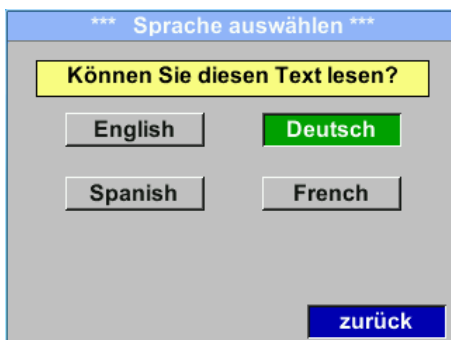 *** Sprache auswählen ***
Können Sie diesen Text lesen?
English Deutsch
Spanish French
zurück